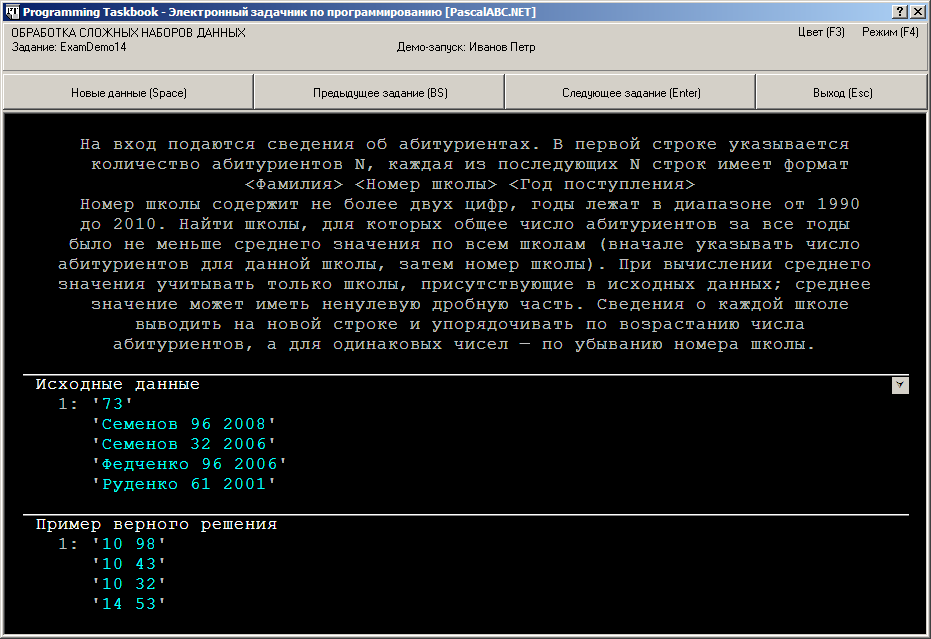 Programming Taskbook - Электронный задачник по программированию [PascalABC.NET]
ОБРАБОТКА СЛОЖНЫХ НАБОРОВ ДАННЫХ
Цвет (F3) Режим (F4)
Задание: ExamDemo14
Демо-запуск: Иванов Петр
Новые данные (Space) Предыдущее задание (BS) Следующее задание (Enter) Выход (Esc)
На вход подаются сведения об абитуриентах. В первой строке указывается
количество абитуриентов N, каждая из последующих N строк имеет формат
<Фамилия> <Номер школы> <Год поступления>
Номер школы содержит не более двух цифр, годы лежат в диапазоне от 1990
до 2010. Найти школы, для которых общее число абитуриентов за все годы
было не меньше среднего значения по всем школам (вначале указывать число
абитуриентов для данной школы, затем номер школы). При вычислении среднего
значения учитывать только школы, присутствующие в исходных данных; среднее
значение может иметь ненулевую дробную часть. Сведения о каждой школе
выводить на новой строке и упорядочивать по возрастанию числа
абитуриентов, а для одинаковых чисел — по убыванию номера школы.
Исходные данные
1: '73'
'Семенов 96 2008'
'Семенов 32 2006'
'Федченко 96 2006'
'Руденко 61 2001'
Пример верного решения
1: '10 98'
'10 43'
'10 32'
'14 53'